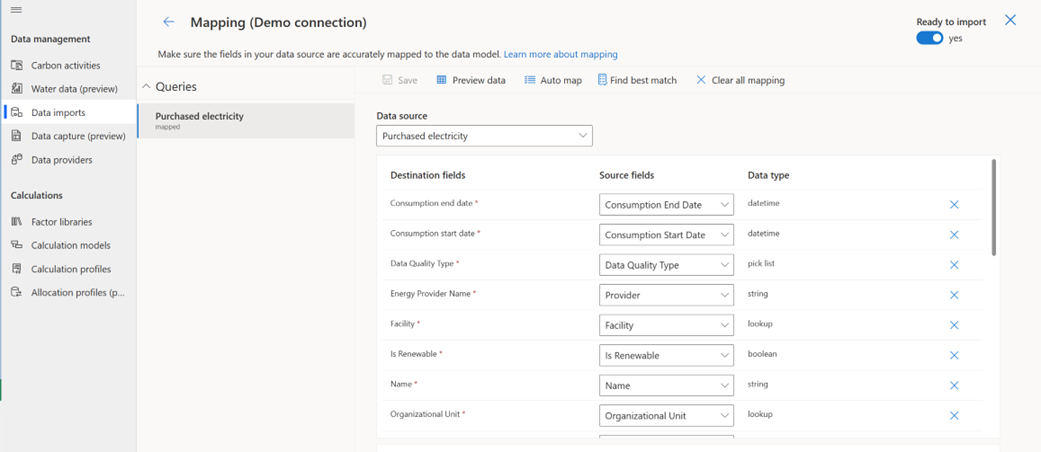 Data management
Carbon activities
Water data (preview)
Data imports
Data capture (preview)
Data providers
Calculations
Factor libraries
Calculation models
Calculation profiles
Allocation profiles (p...
Mapping (Demo connection)
Ready to import
yes
Make sure the fields in your data source are accurately mapped to the data model. Learn more about mapping
Queries
Purchased electricity
mapped
Save Preview data Auto map Find best match Clear all mapping
Data source
Purchased electricity
Destination fields Source fields Data type
Consumption end date * Consumption End Date datetime
Consumption start date * Consumption Start Date datetime
Data Quality Type * Data Quality Type pick list
Energy Provider Name * Provider string
Facility * Facility lookup
Is Renewable * Is Renewable boolean
Name * Name string
Organizational Unit * Organizational Unit lookup